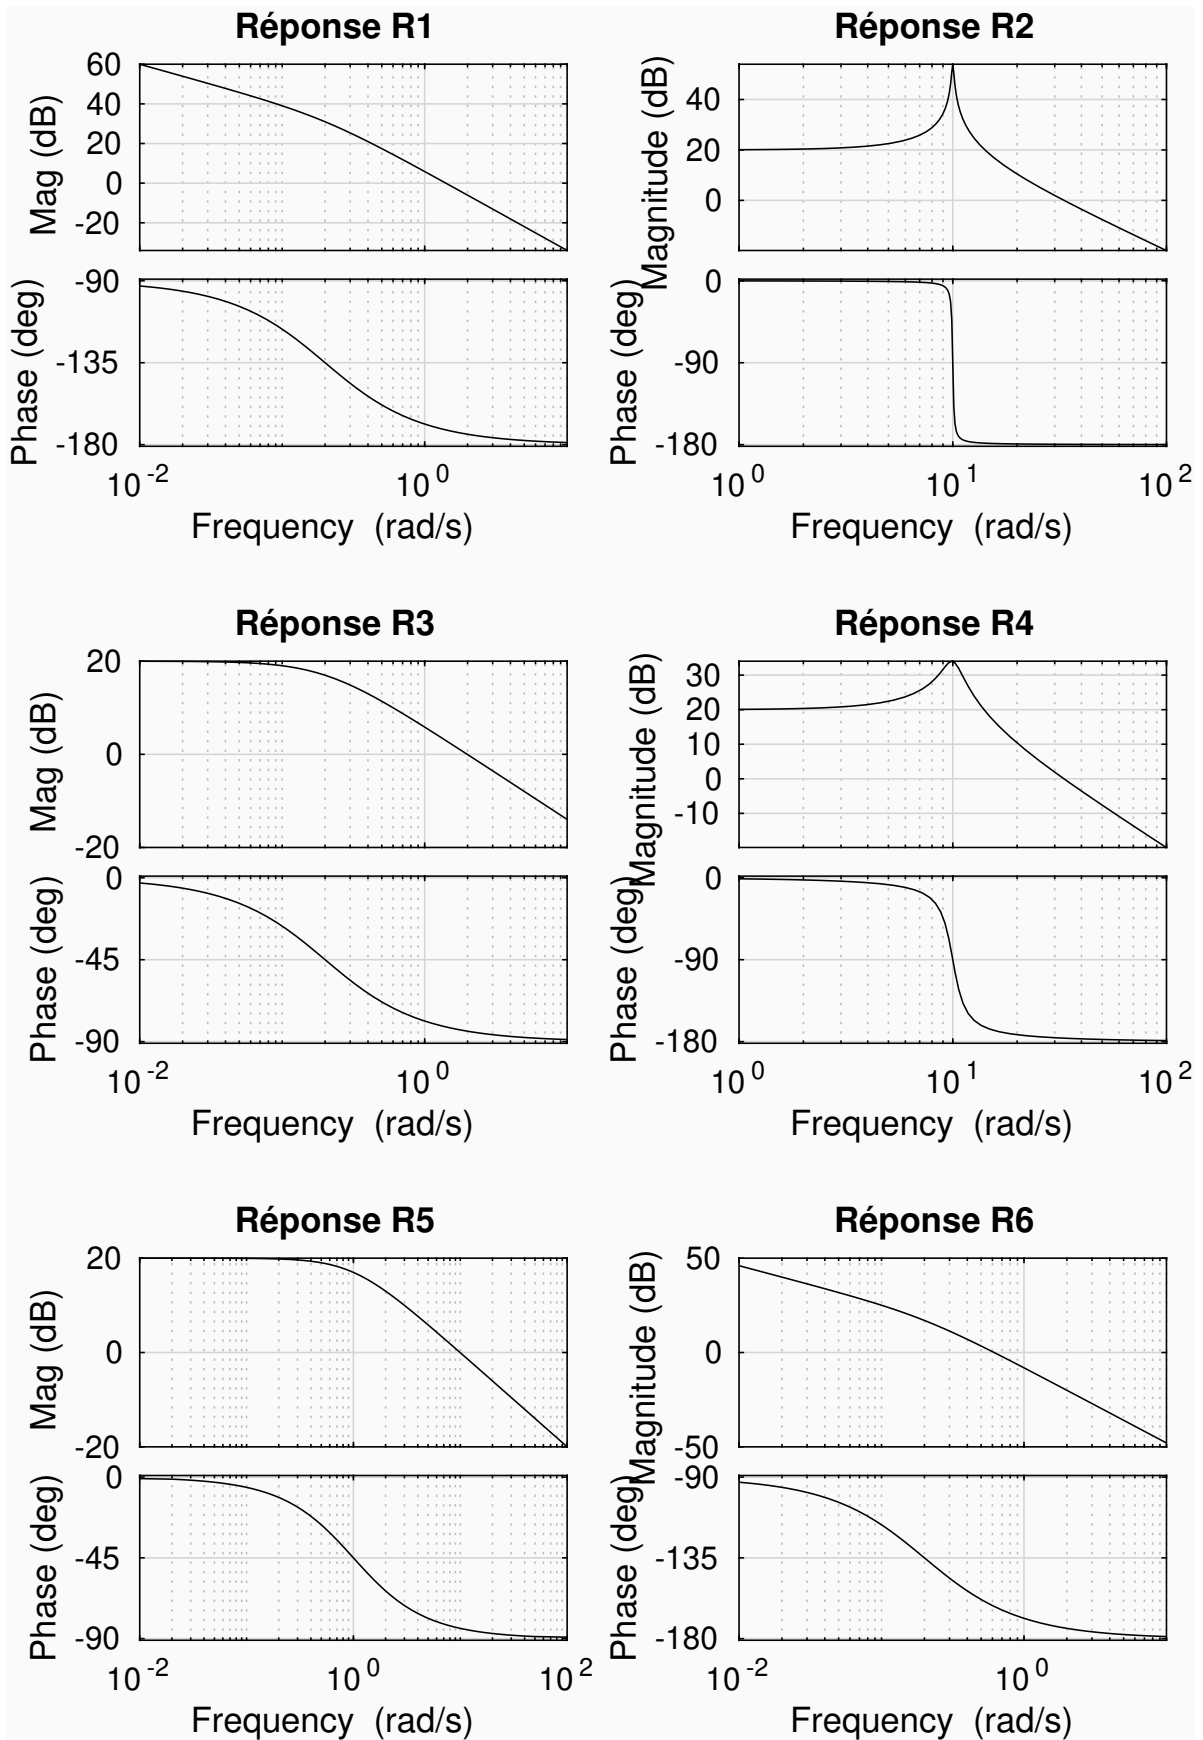 Réponse R1
Mag (dB)
60
40
20
0
-20
Phase (deg)
-90
-135
-180
10^-2
10^0
Frequency (rad/s)
Réponse R2
Magnitude (dB)
40
20
0
Phase (deg)
0
-90
-180
10^0
10^1
10^2
Frequency (rad/s)
Réponse R3
Mag (dB)
20
0
-20
Phase (deg)
0
-45
-90
10^-2
10^0
Frequency (rad/s)
Réponse R4
Magnitude (dB)
30
20
10
0
-10
Phase (deg)
0
-90
-180
10^0
10^1
10^2
Frequency (rad/s)
Réponse R5
Mag (dB)
20
0
-20
Phase (deg)
0
-45
-90
10^-2
10^0
10^2
Frequency (rad/s)
Réponse R6
Magnitude (dB)
50
0
-50
Phase (deg)
-90
-135
-180
10^-2
10^0
Frequency (rad/s)